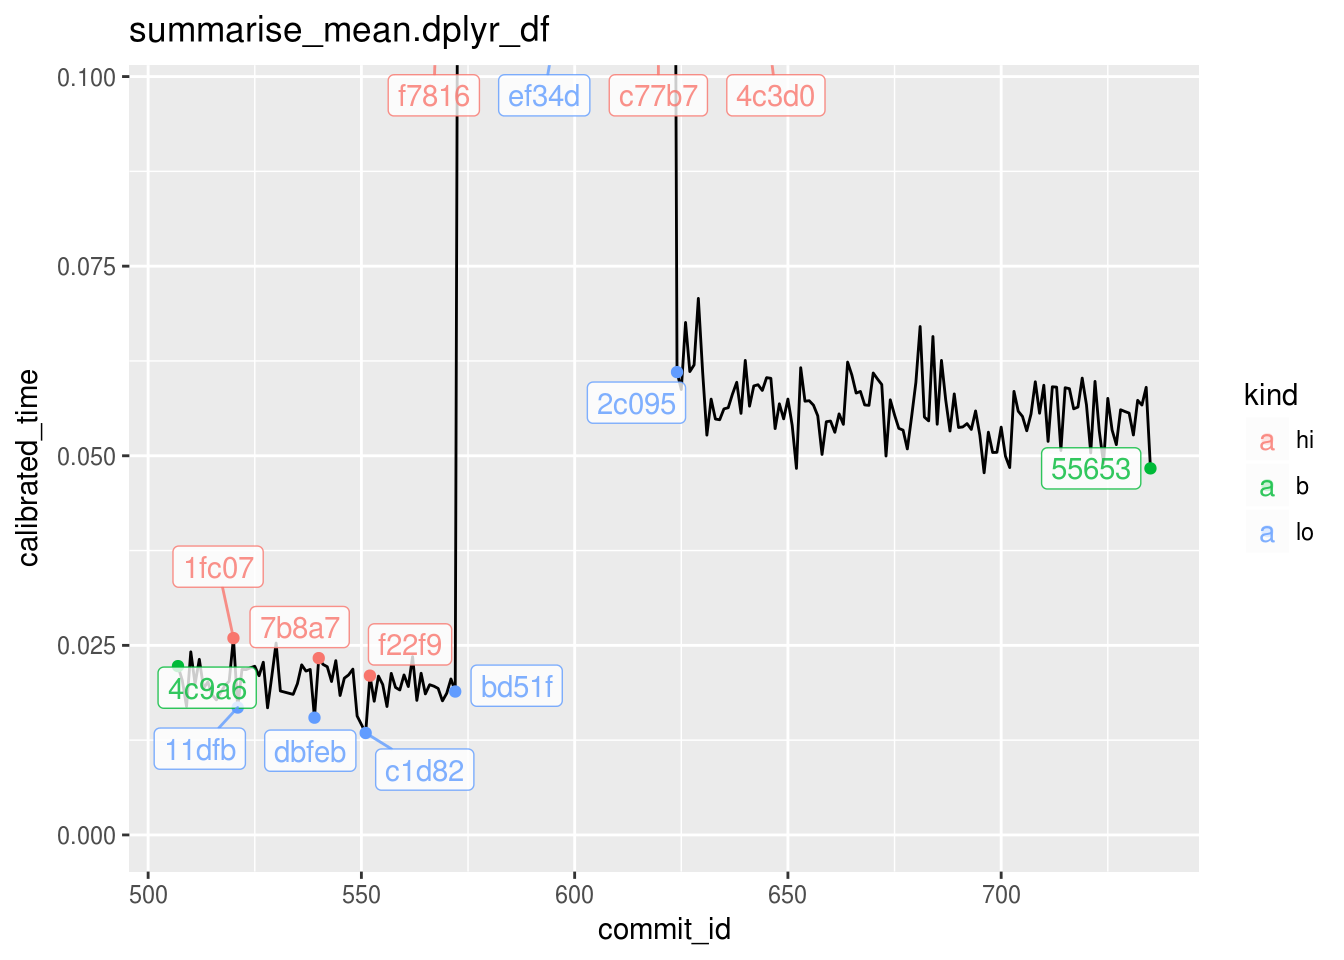 summarise_mean.dplyr_df
calibrated_time
0.100
0.075
0.050
0.025
0.000
f7816
ef34d
c77b7
4c3d0
2c095
55653
1fc07
7b8a7
f22f9
4c9a6
bd51f
11dfb
dbfeb
c1d82
500
550
600
650
700
commit_id
kind
a hi
a b
a lo